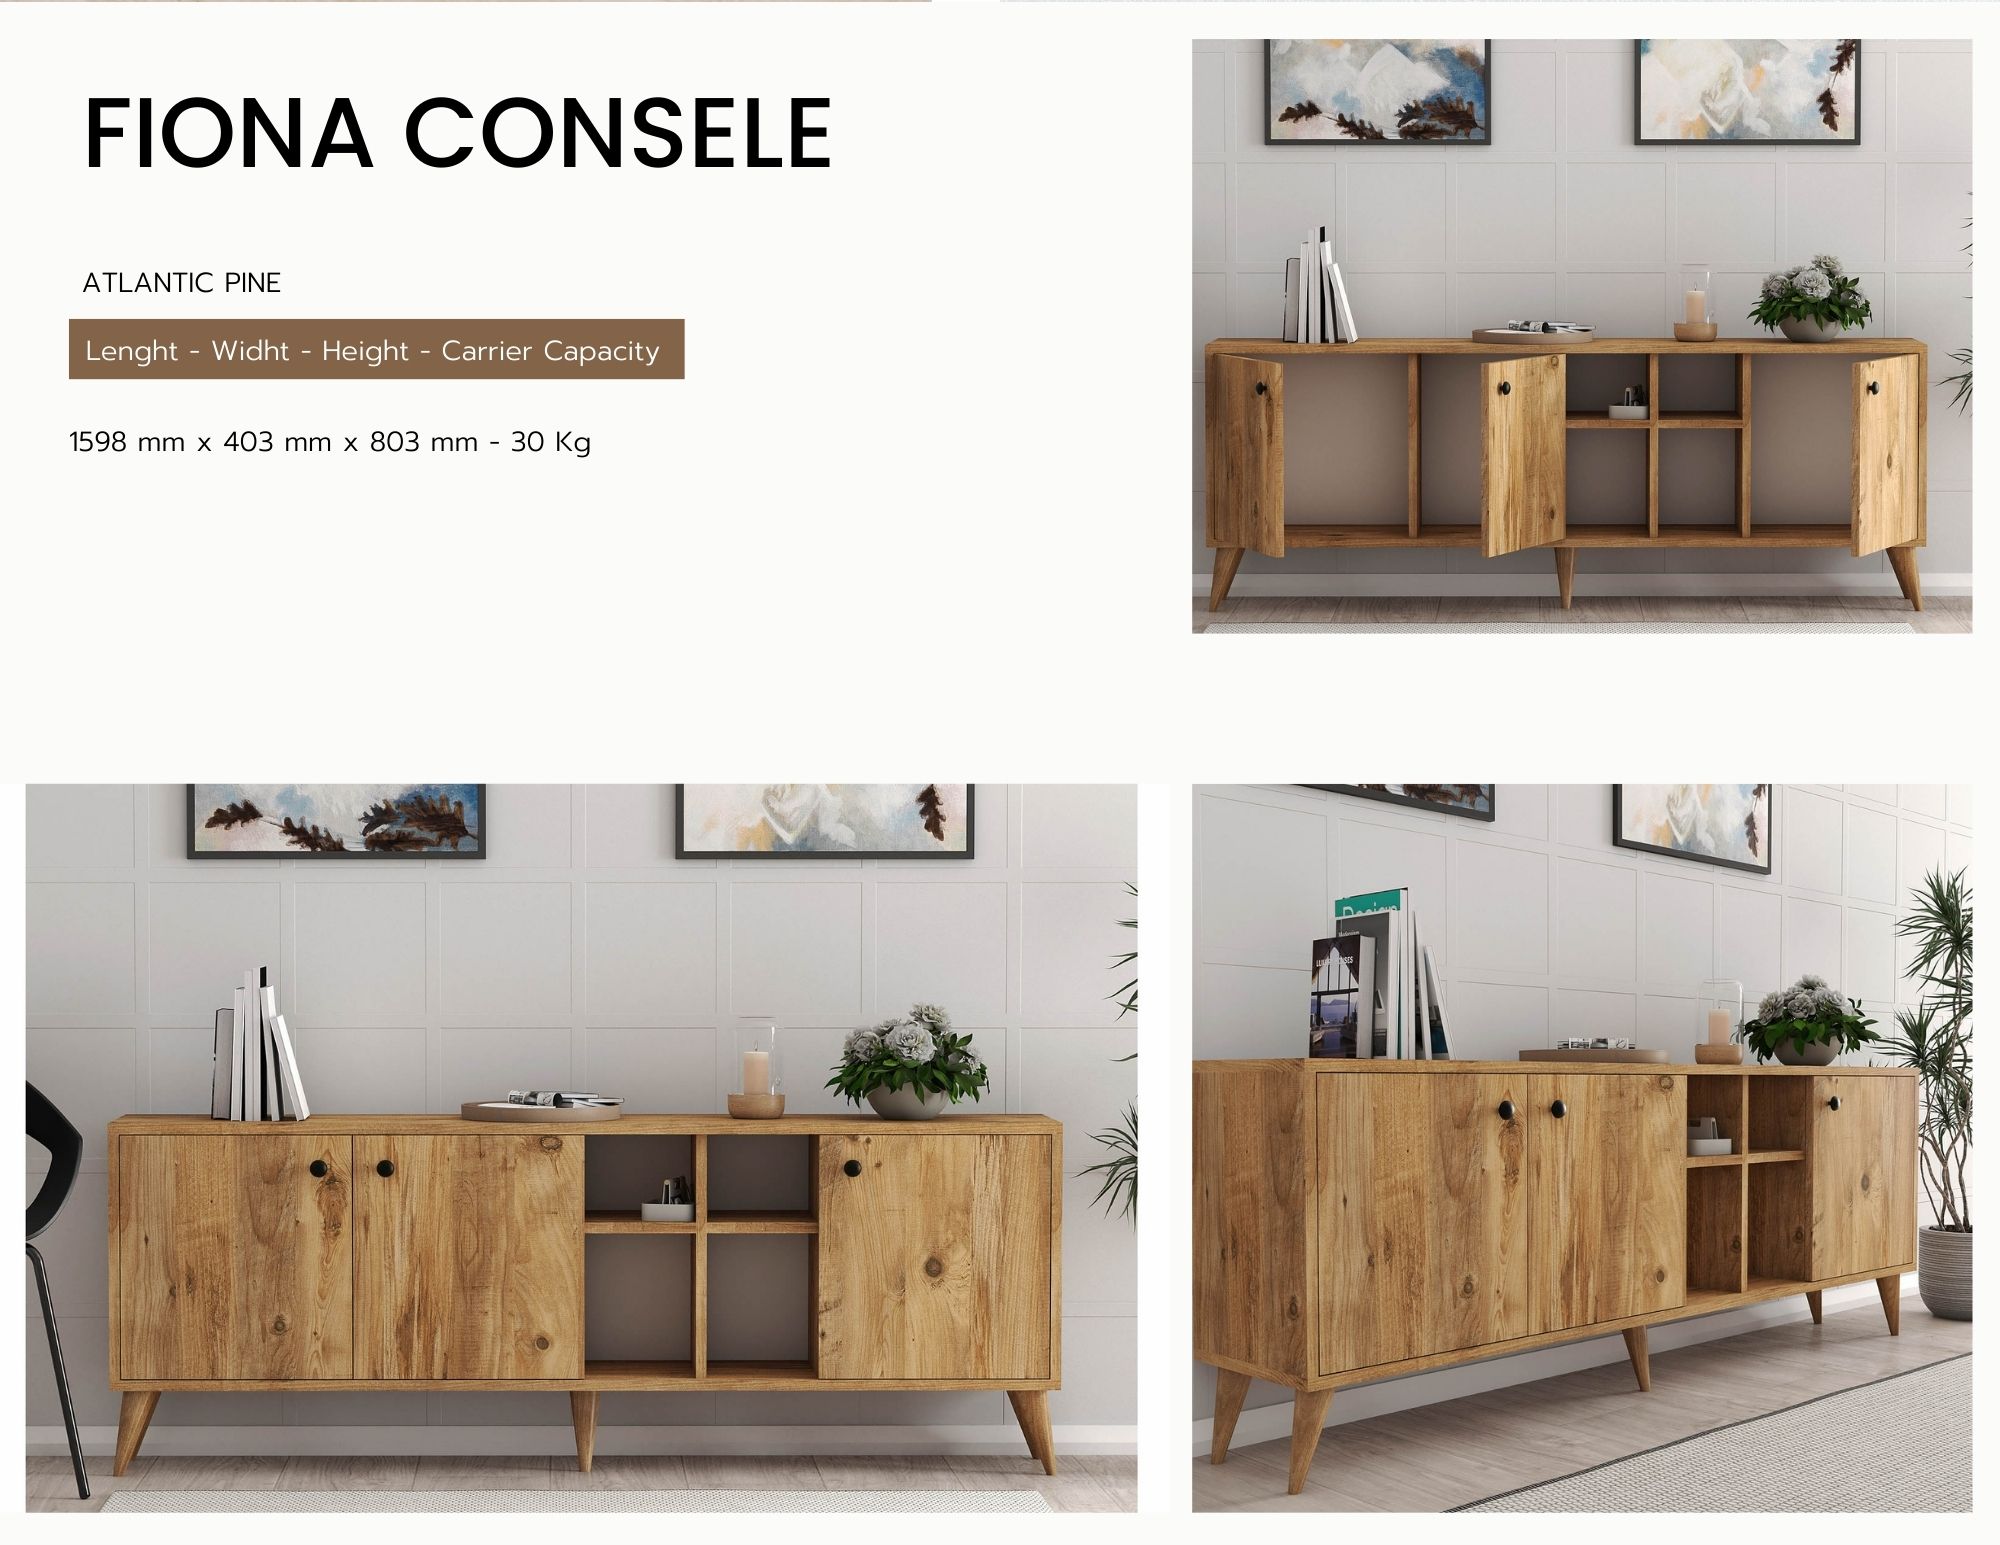 FIONA CONSELE
ATLANTIC PINE
Lenght - Widht - Height - Carrier Capacity
1598 mm x 403 mm x 803 mm - 30 Kg